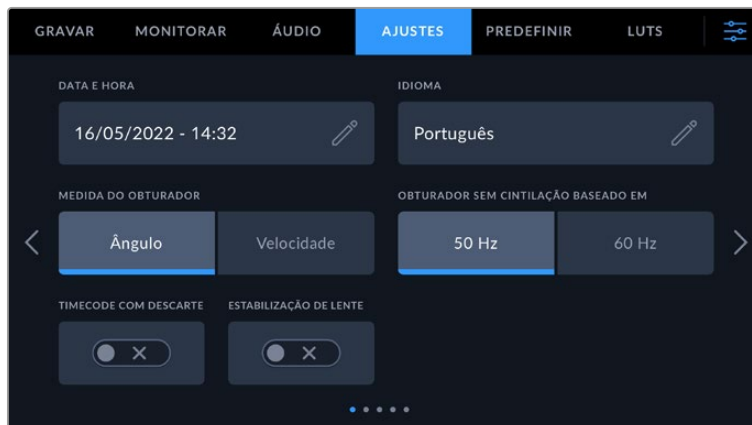 GRAVAR MONITORAR ÁUDIO AJUSTES PREDEFINIR LUTS
DATA E HORA IDIOMA
16/05/2022 - 14:32 Português
MEDIDA DO OBTURADOR OBTURADOR SEM CINTILAÇÃO BASEADO EM
Ângulo Velocidade 50 Hz 60 Hz
TIMECODE COM DESCARTE ESTABILIZAÇÃO DE LENTE